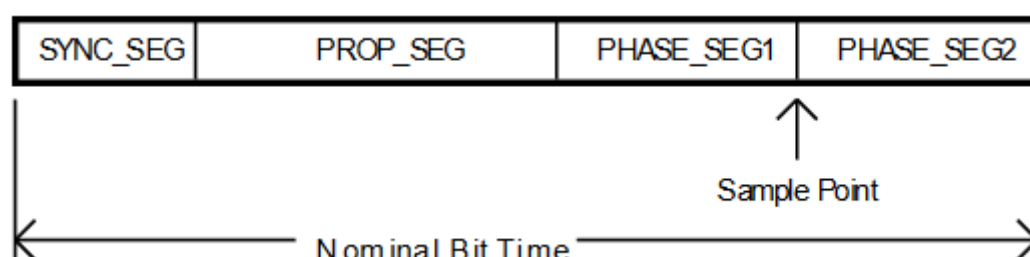 SYNC_SEG PROP_SEG PHASE_SEG1 PHASE_SEG2
Sample Point
Nominal Bit Time